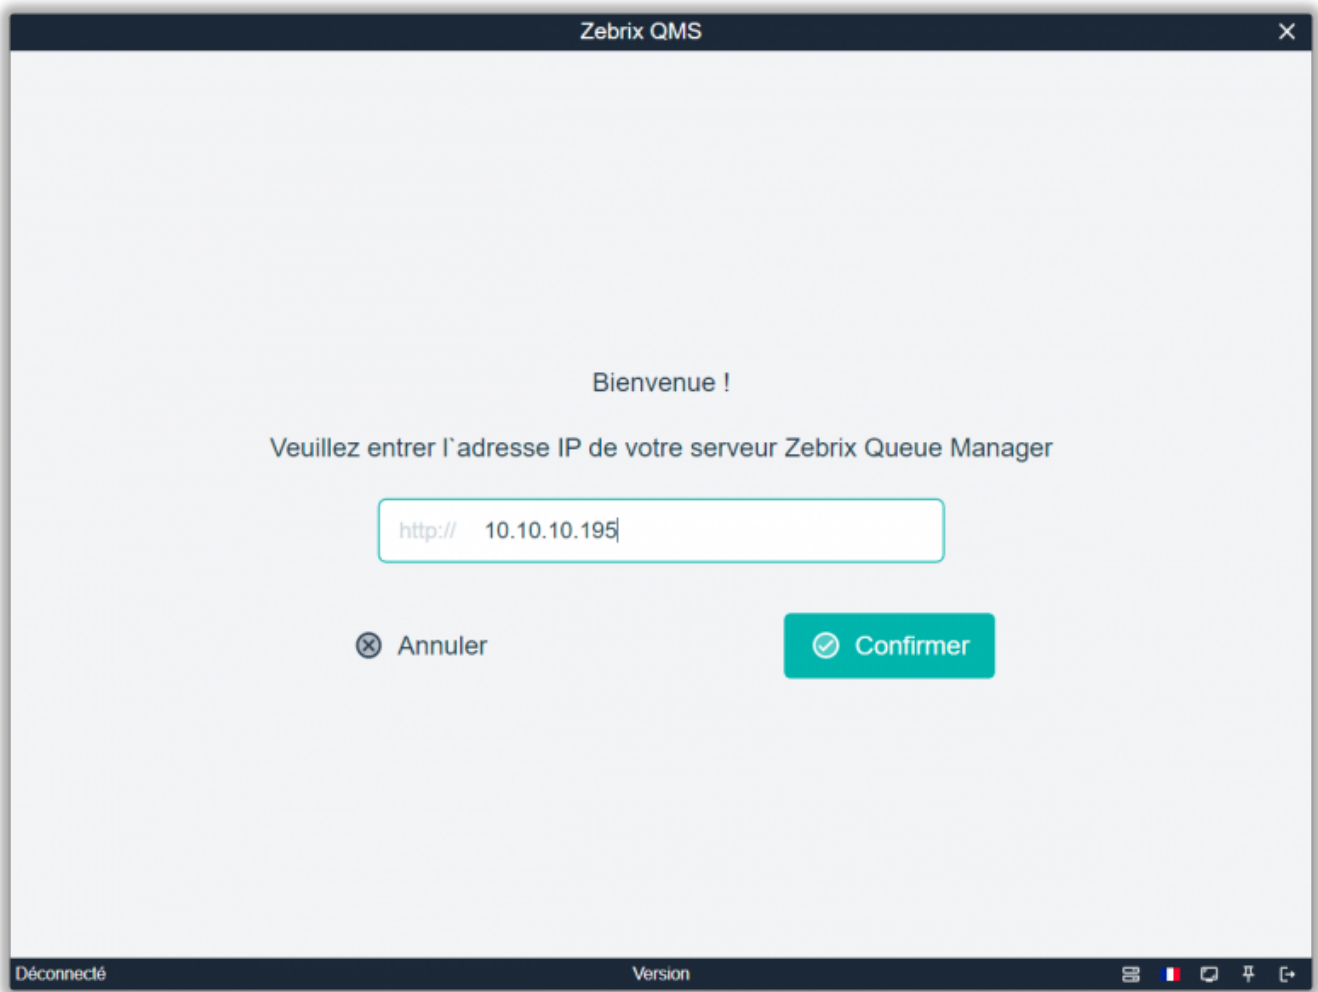 Zebrix QMS
Bienvenue !
Veuillez entrer l`adresse IP de votre serveur Zebrix Queue Manager
http:// 10.10.10.195
Annuler
Confirmer
Déconnecté
Version